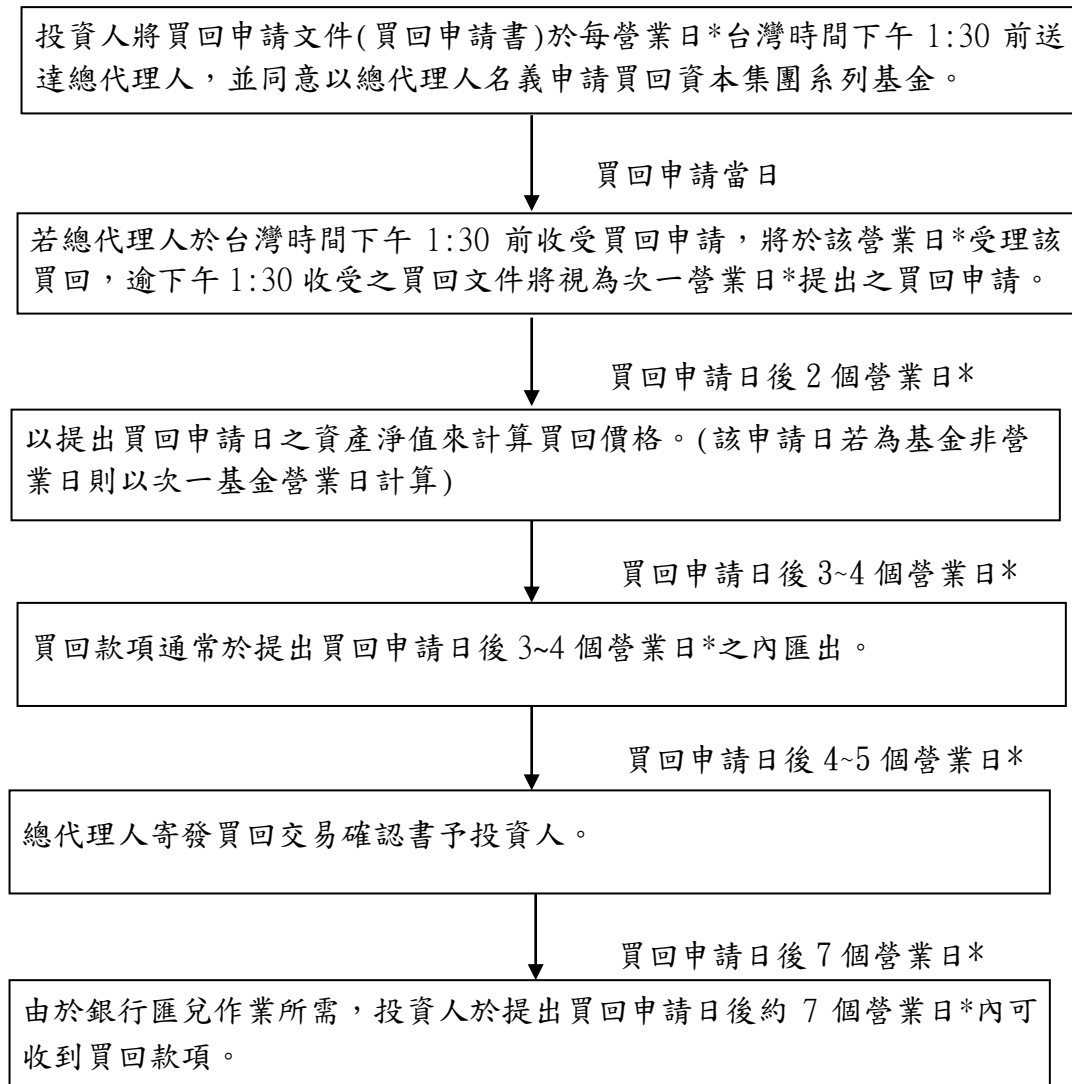 投資人將買回申請文件(買回申請書)於每營業日*台灣時間下午 1:30 前送
達總代理人，並同意以總代理人名義申請買回資本集團系列基金。
買回申請當日
若總代理人於台灣時間下午 1:30 前收受買回申請，將於該營業日*受理該
買回，逾下午 1:30 收受之買回文件將視為次一營業日*提出之買回申請。
買回申請日後 2 個營業日*
以提出買回申請日之資產淨值來計算買回價格。(該申請日若為基金非營
業日則以次一基金營業日計算)
買回申請日後 3~4 個營業日*
買回款項通常於提出買回申請日後 3~4 個營業日*之內匯出。
買回申請日後 4~5 個營業日*
總代理人寄發買回交易確認書予投資人。
買回申請日後 7 個營業日*
由於銀行匯兌作業所需，投資人於提出買回申請日後約 7 個營業日*內可
收到買回款項。